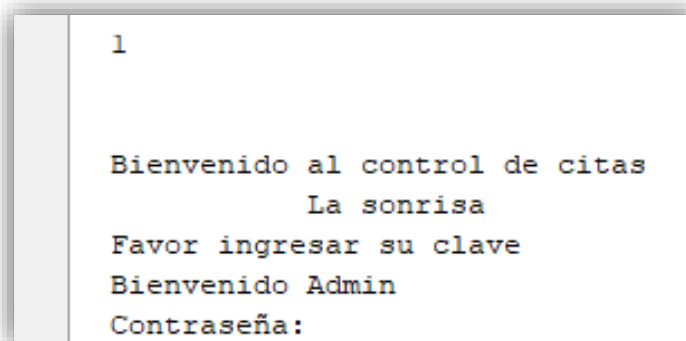 1
Bienvenido al control de citas
La sonrisa
Favor ingresar su clave
Bienvenido Admin
Contraseña: